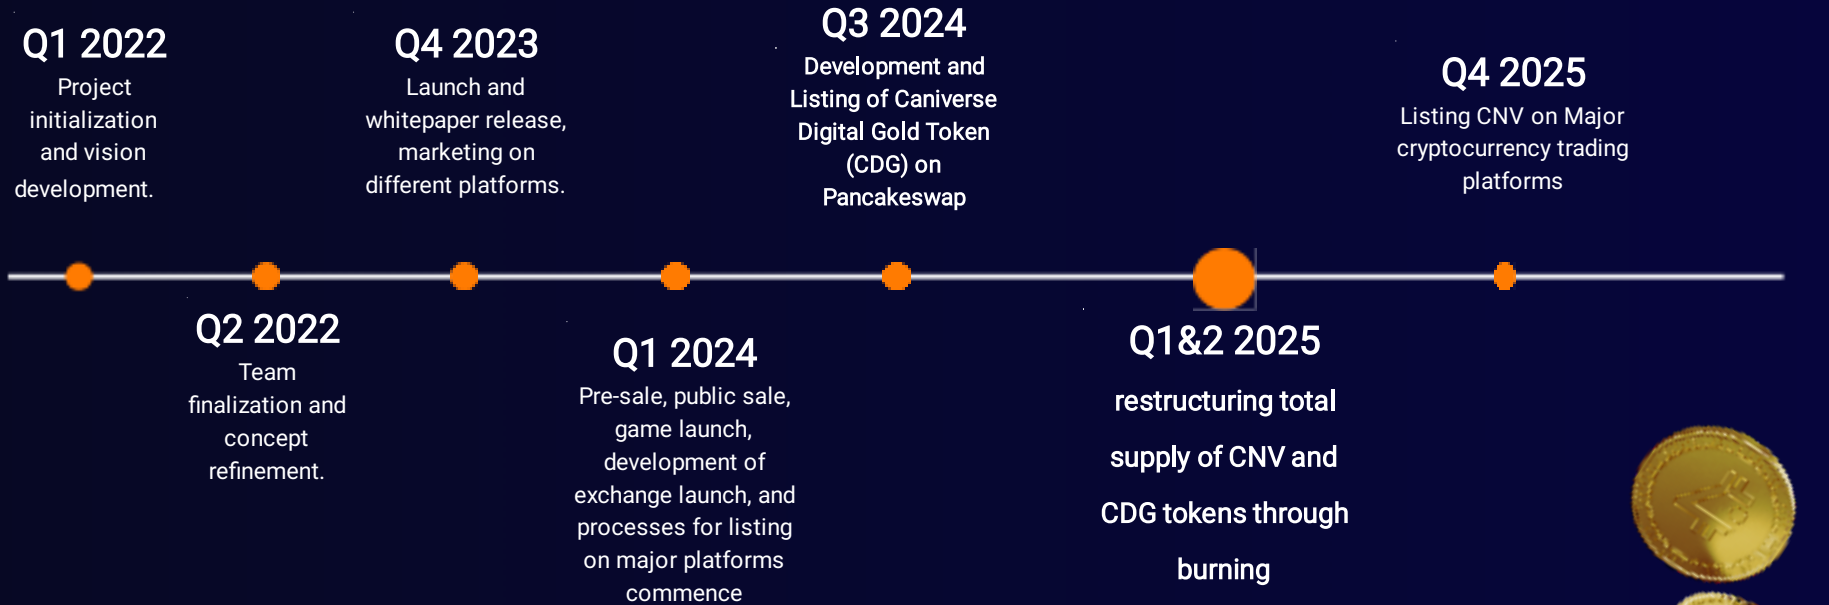 Q1 2022
Project
initialization
and vision
development.
Q4 2023
Launch and
whitepaper release,
marketing on
different platforms.
Q3 2024
Development and
Listing of Caniverse
Digital Gold Token
(CDG) on
Pancakeswap
Q4 2025
Listing CNV on Major
cryptocurrency trading
platforms
Q2 2022
Team
finalization and
concept
refinement.
Q1 2024
Pre-sale, public sale,
game launch,
development of
exchange launch, and
processes for listing
on major platforms
commence
Q1&2 2025
restructuring total
supply of CNV and
CDG tokens through
burning